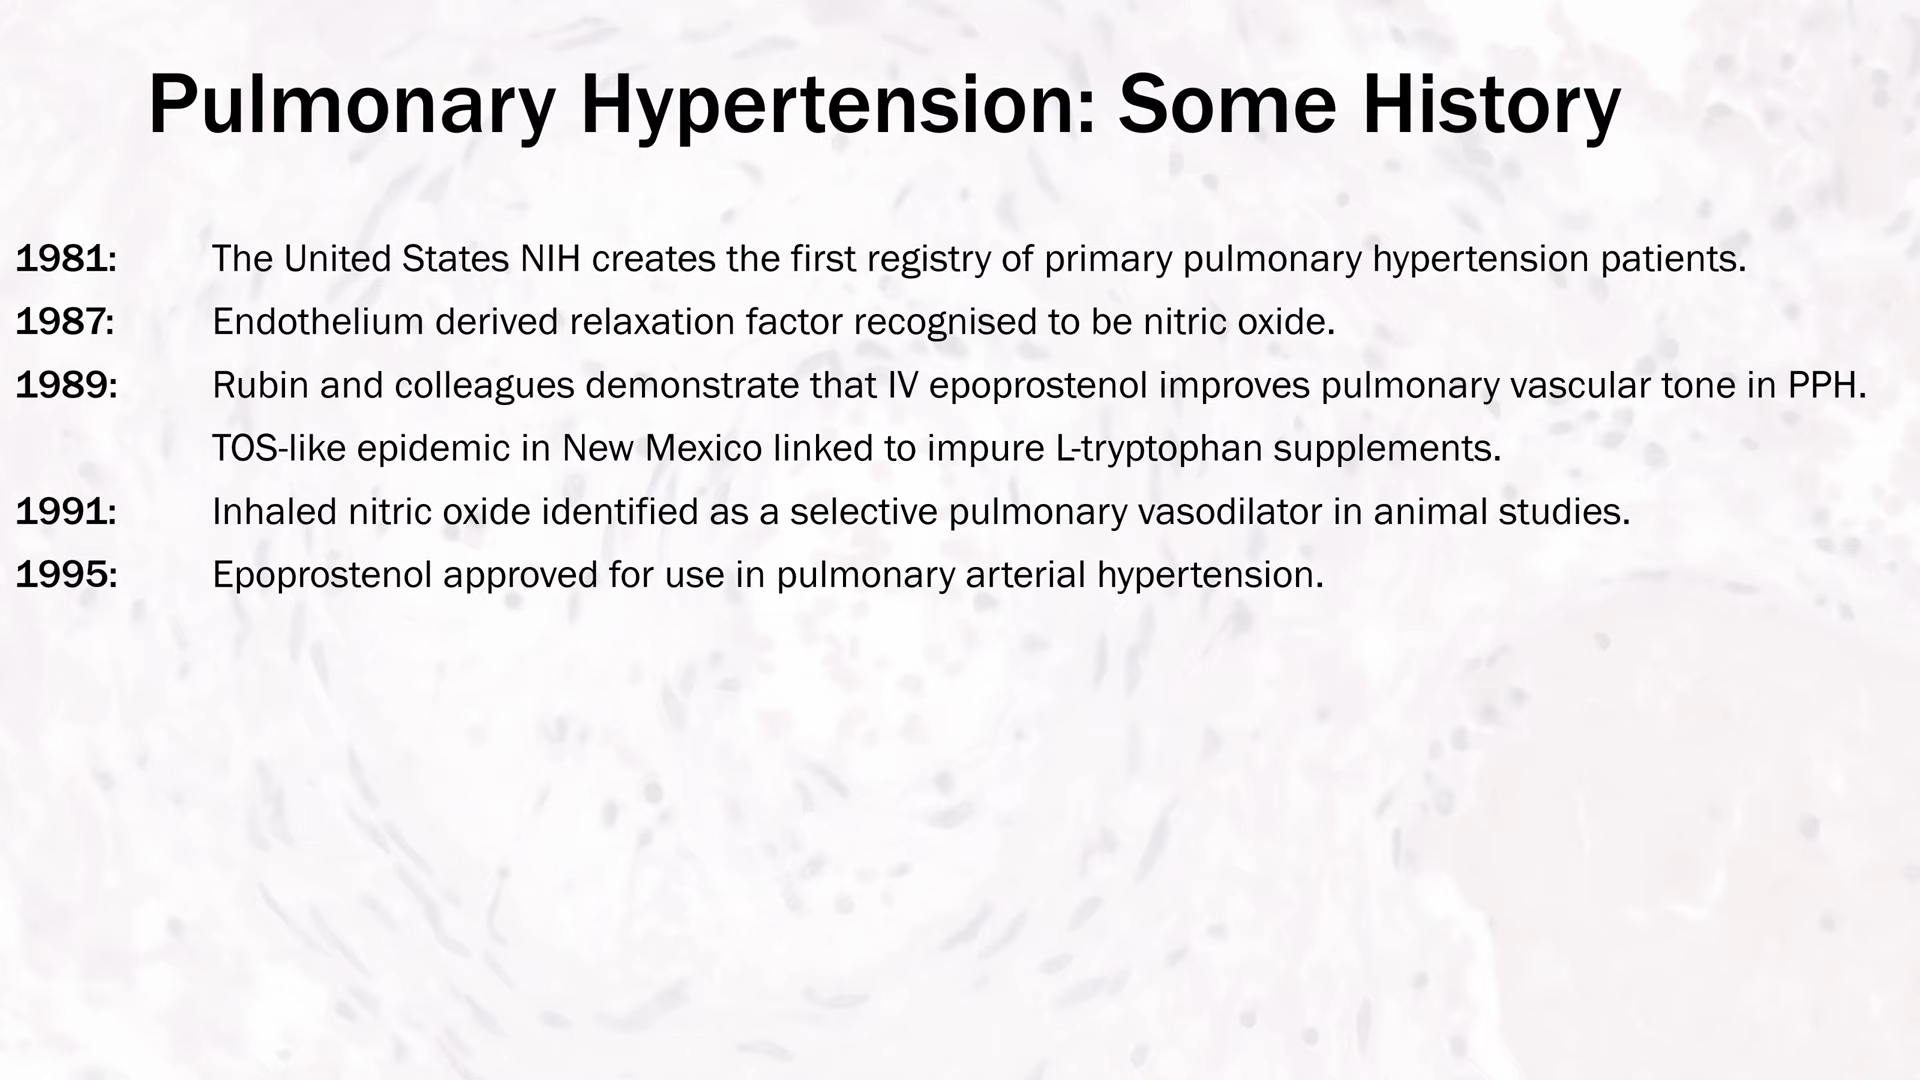 Pulmonary Hypertension: Some History
1981: The United States NIH creates the first registry of primary pulmonary hypertension patients.
1987: Endothelium derived relaxation factor recognised to be nitric oxide.
1989: Rubin and colleagues demonstrate that IV epoprostenol improves pulmonary vascular tone in PPH.
TOS-like epidemic in New Mexico linked to impure L-tryptophan supplements.
1991: Inhaled nitric oxide identified as a selective pulmonary vasodilator in animal studies.
1995: Epoprostenol approved for use in pulmonary arterial hypertension.